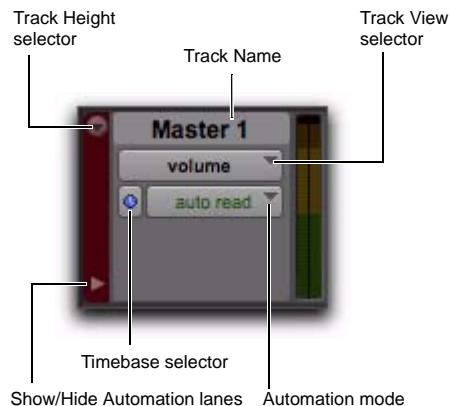 Track Height
selector
Track View
selector
Track Name
Master 1
volume
auto read
Timebase selector
Show/Hide Automation lanes
Automation mode